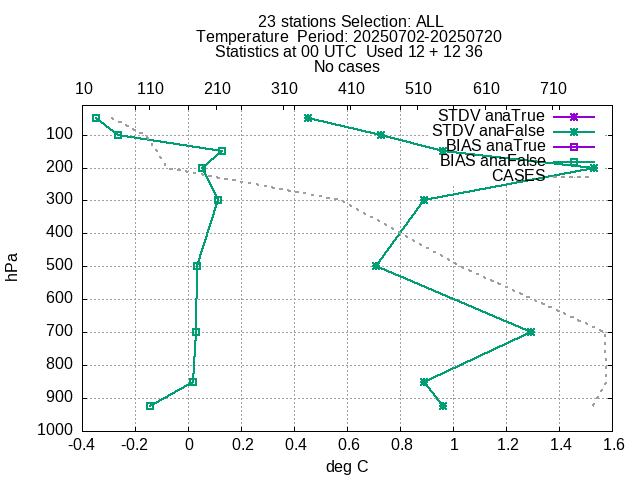 23 stations Selection: ALL
Temperature  Period: 20250702-20250720
Statistics at 00 UTC  Used 12 + 12 36
No cases
10 110 210 310 410 510 610 710
STDV anaTrue
STDV anaFalse
BIAS anaTrue
BIAS anaFalse
CASES
100
200
300
400
500
600
700
800
900
1000
hPa
-0.4 -0.2 0 0.2 0.4 0.6 0.8 1 1.2 1.4 1.6
deg C